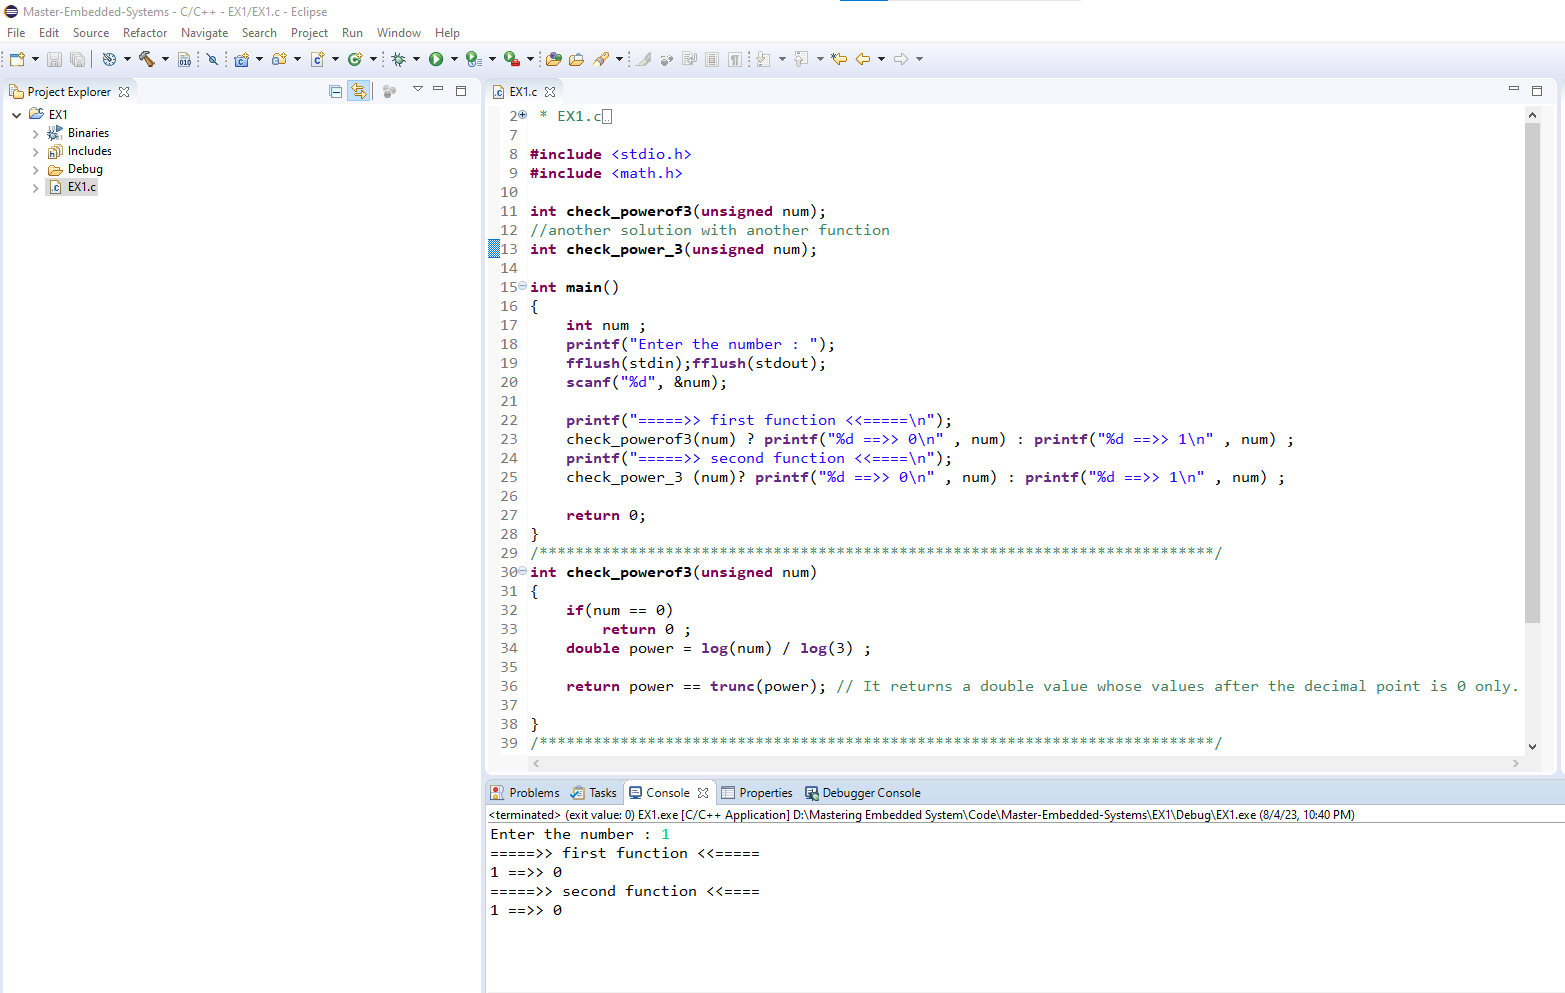 Master-Embedded-Systems - C/C++ - EX1/EX1.c - Eclipse
File Edit Source Refactor Navigate Search Project Run Window Help
Project Explorer
EX1
Binaries
Includes
Debug
EX1.c
EX1.c
2 * EX1.c..
7
8 #include <stdio.h>
9 #include <math.h>
10
11 int check_powerof3(unsigned num);
12 //another solution with another function
13 int check_power_3(unsigned num);
14
15 int main()
16 {
17     int num ;
18     printf("Enter the number : ");
19     fflush(stdin);fflush(stdout);
20     scanf("%d", &num);
21
22     printf("=====>> first function <<=====\n");
23     check_powerof3(num) ? printf("%d ==>> 0\n" , num) : printf("%d ==>> 1\n" , num) ;
24     printf("=====>> second function <<====\n");
25     check_power_3 (num)? printf("%d ==>> 0\n" , num) : printf("%d ==>> 1\n" , num) ;
26
27     return 0;
28 }
29 /***************************************************************************/
30 int check_powerof3(unsigned num)
31 {
32     if(num == 0)
33         return 0 ;
34     double power = log(num) / log(3) ;
35
36     return power == trunc(power); // It returns a double value whose values after the decimal point is 0 only.
37
38 }
39 /***************************************************************************/
Problems Tasks Console Properties Debugger Console
<terminated> (exit value: 0) EX1.exe [C/C++ Application] D:\Mastering Embedded System\Code\Master-Embedded-Systems\EX1\Debug\EX1.exe (8/4/23, 10:40 PM)
Enter the number : 1
=====>> first function <<=====
1 ==>> 0
=====>> second function <<====
1 ==>> 0